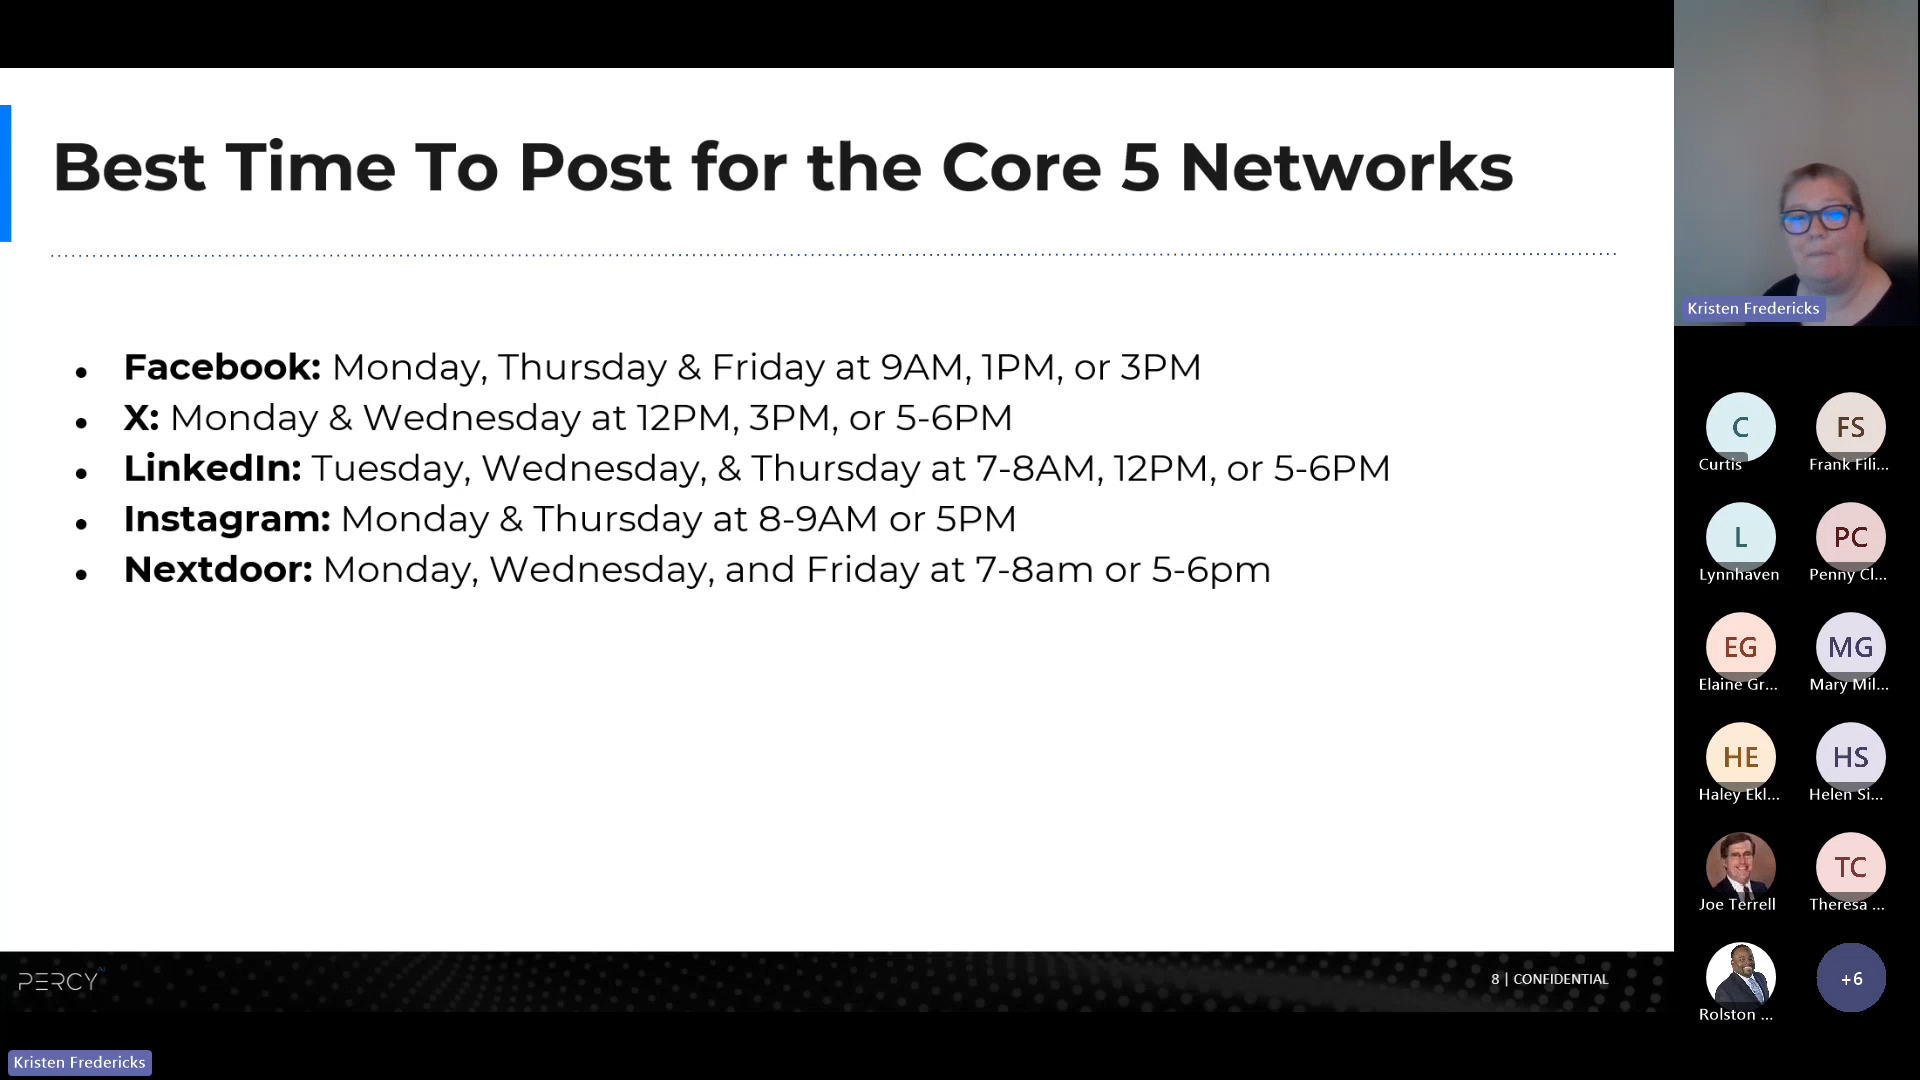 Best Time To Post for the Core 5 Networks
Facebook: Monday, Thursday & Friday at 9AM, 1PM, or 3PM
X: Monday & Wednesday at 12PM, 3PM, or 5-6PM
LinkedIn: Tuesday, Wednesday, & Thursday at 7-8AM, 12PM, or 5-6PM
Instagram: Monday & Thursday at 8-9AM or 5PM
Nextdoor: Monday, Wednesday, and Friday at 7-8am or 5-6pm
PERCY AI
8 | CONFIDENTIAL
Kristen Fredericks
Kristen Fredericks
C
Curtis
FS
Frank Fili...
L
Lynnhaven
PC
Penny Cl...
EG
Elaine Gr...
MG
Mary Mil...
HE
Haley Ekl...
HS
Helen Si...
Joe Terrell
TC
Theresa ...
Rolston ...
+6